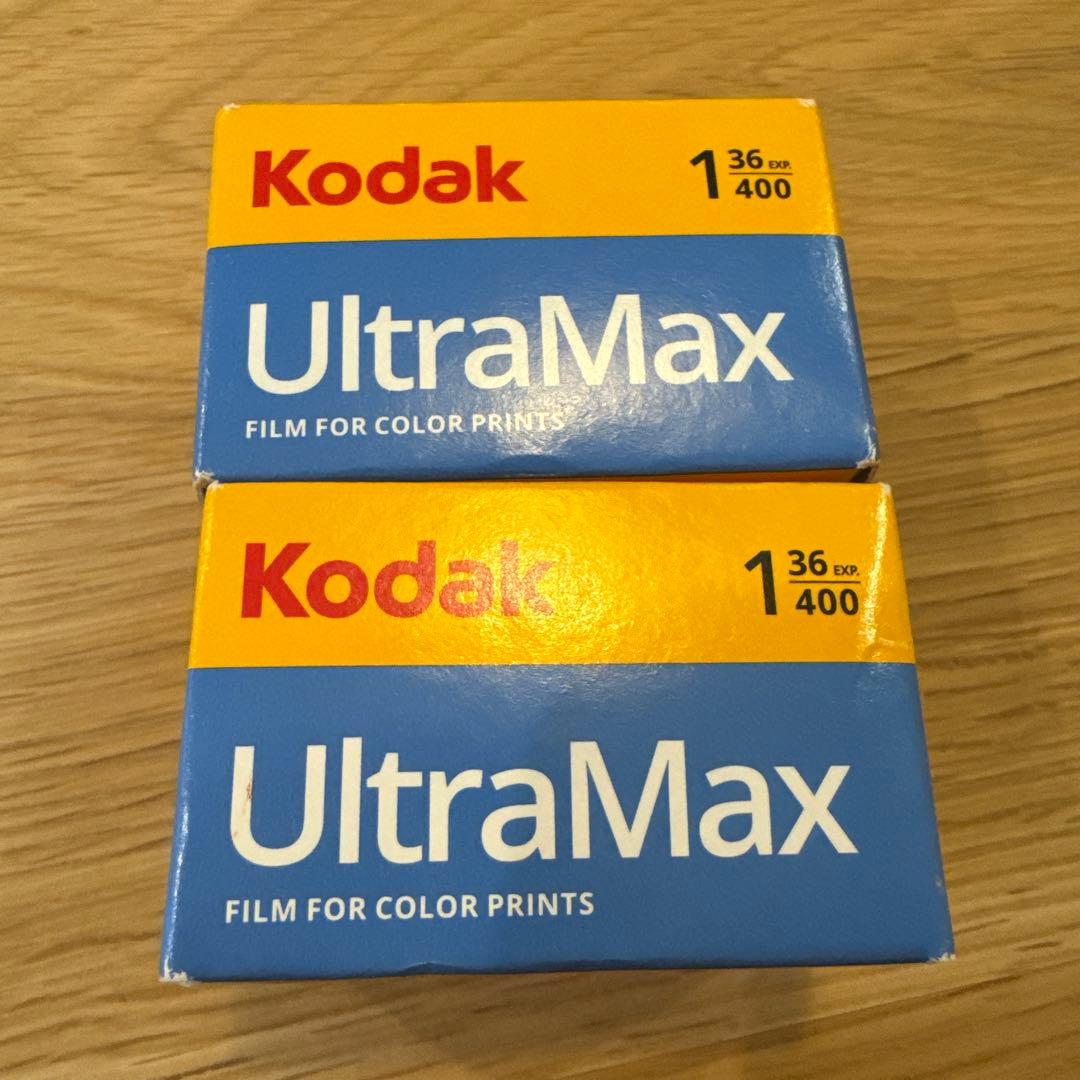 Kodak
1 36 EXP.
400
UltraMax
FILM FOR COLOR PRINTS
Kodak
1 36 EXP.
400
UltraMax
FILM FOR COLOR PRINTS